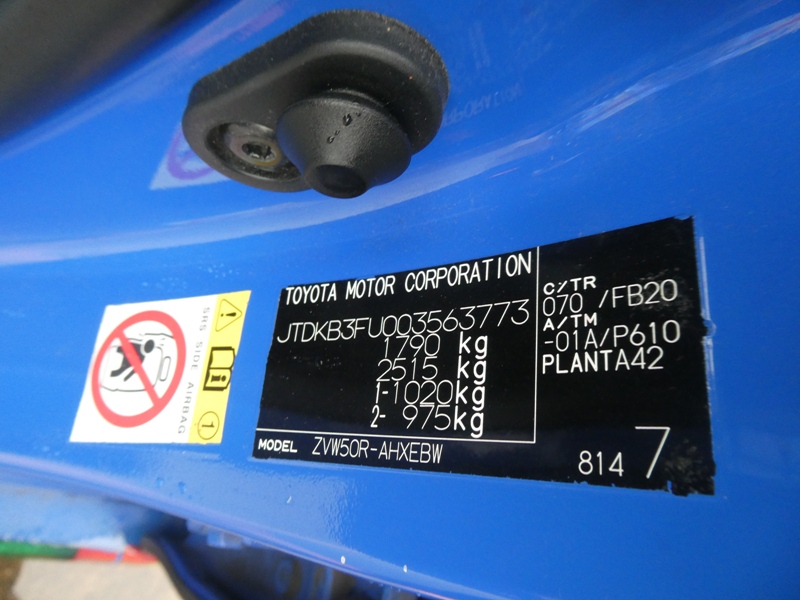 TOYOTA MOTOR CORPORATION
JTDKB3FU003563773
1790 kg
2515 kg
1-1020kg
2- 975kg
MODEL ZVW50R-AHXEBW
C/TR
070 /FB20
A/TM
-01A/P610
PLANTA42
814 7
SRS SIDE AIRBAG
1